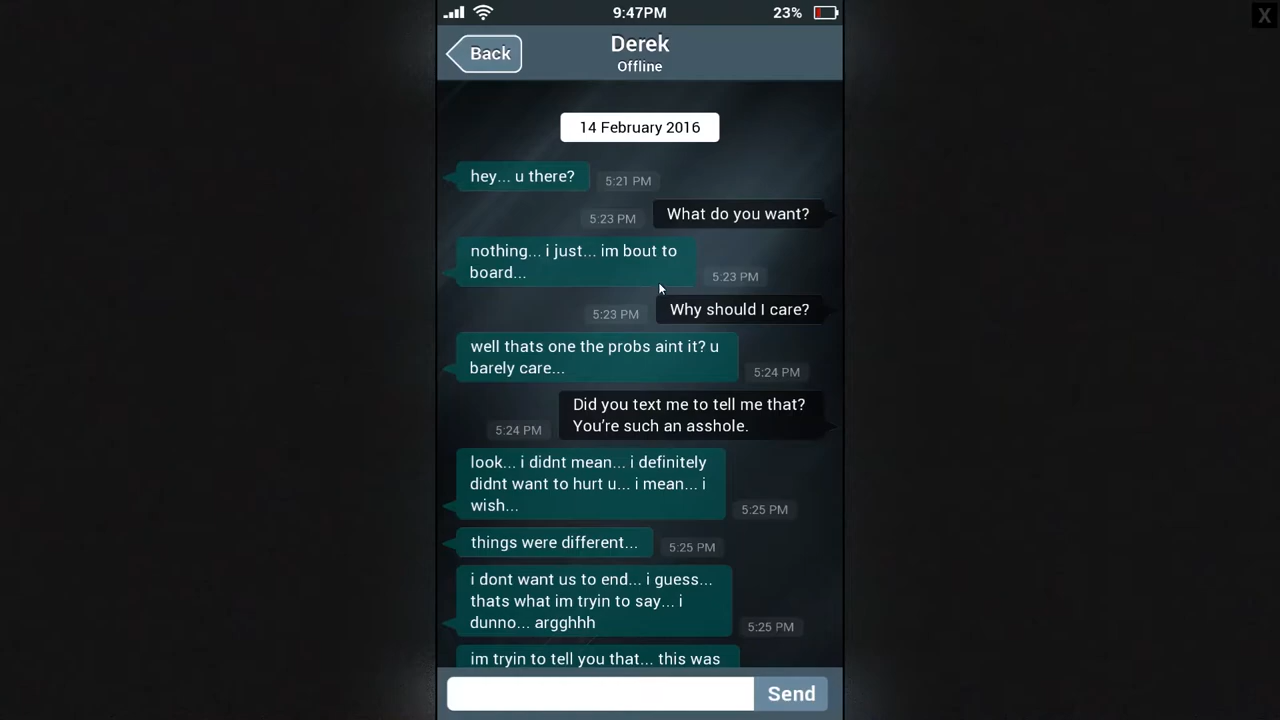 9:47PM
23%
X
Back
Derek
Offline
14 February 2016
hey... u there?
5:21 PM
What do you want?
5:23 PM
nothing... i just... im bout to
board...
5:23 PM
Why should I care?
5:23 PM
well thats one the probs aint it? u
barely care...
5:24 PM
Did you text me to tell me that?
You're such an asshole.
5:24 PM
look... i didnt mean... i definitely
didnt want to hurt u... i mean... i
wish...
5:25 PM
things were different...
5:25 PM
i dont want us to end... i guess...
thats what im tryin to say... i
dunno... argghhh
5:25 PM
im tryin to tell you that... this was
Send